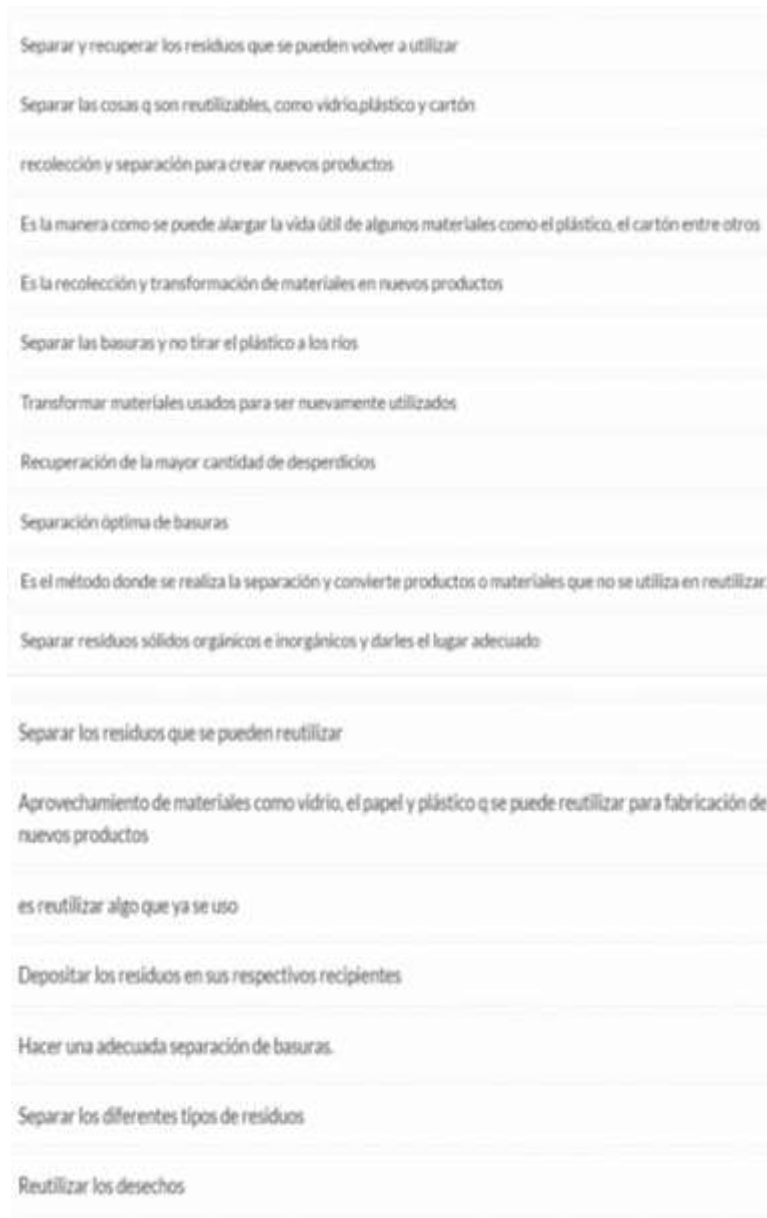 Separar y recuperar los residuos que se pueden volver a utilizar
Separar las cosas q son reutilizables, como vidrio,plástico y cartón
recolección y separación para crear nuevos productos
Es la manera como se puede alargar la vida útil de algunos materiales como el plástico, el cartón entre otros
Es la recolección y transformación de materiales en nuevos productos
Separar las basuras y no tirar el plástico a los ríos
Transformar materiales usados para ser nuevamente utilizados
Recuperación de la mayor cantidad de desperdicios
Separación óptima de basuras
Es el método donde se realiza la separación y convierte productos o materiales que no se utiliza en reutilizar.
Separar residuos sólidos orgánicos e inorgánicos y darles el lugar adecuado
Separar los residuos que se pueden reutilizar
Aprovechamiento de materiales como vidrio, el papel y plástico q se puede reutilizar para fabricación de
nuevos productos
es reutilizar algo que ya se uso
Depositar los residuos en sus respectivos recipientes
Hacer una adecuada separación de basuras.
Separar los diferentes tipos de residuos
Reutilizar los desechos